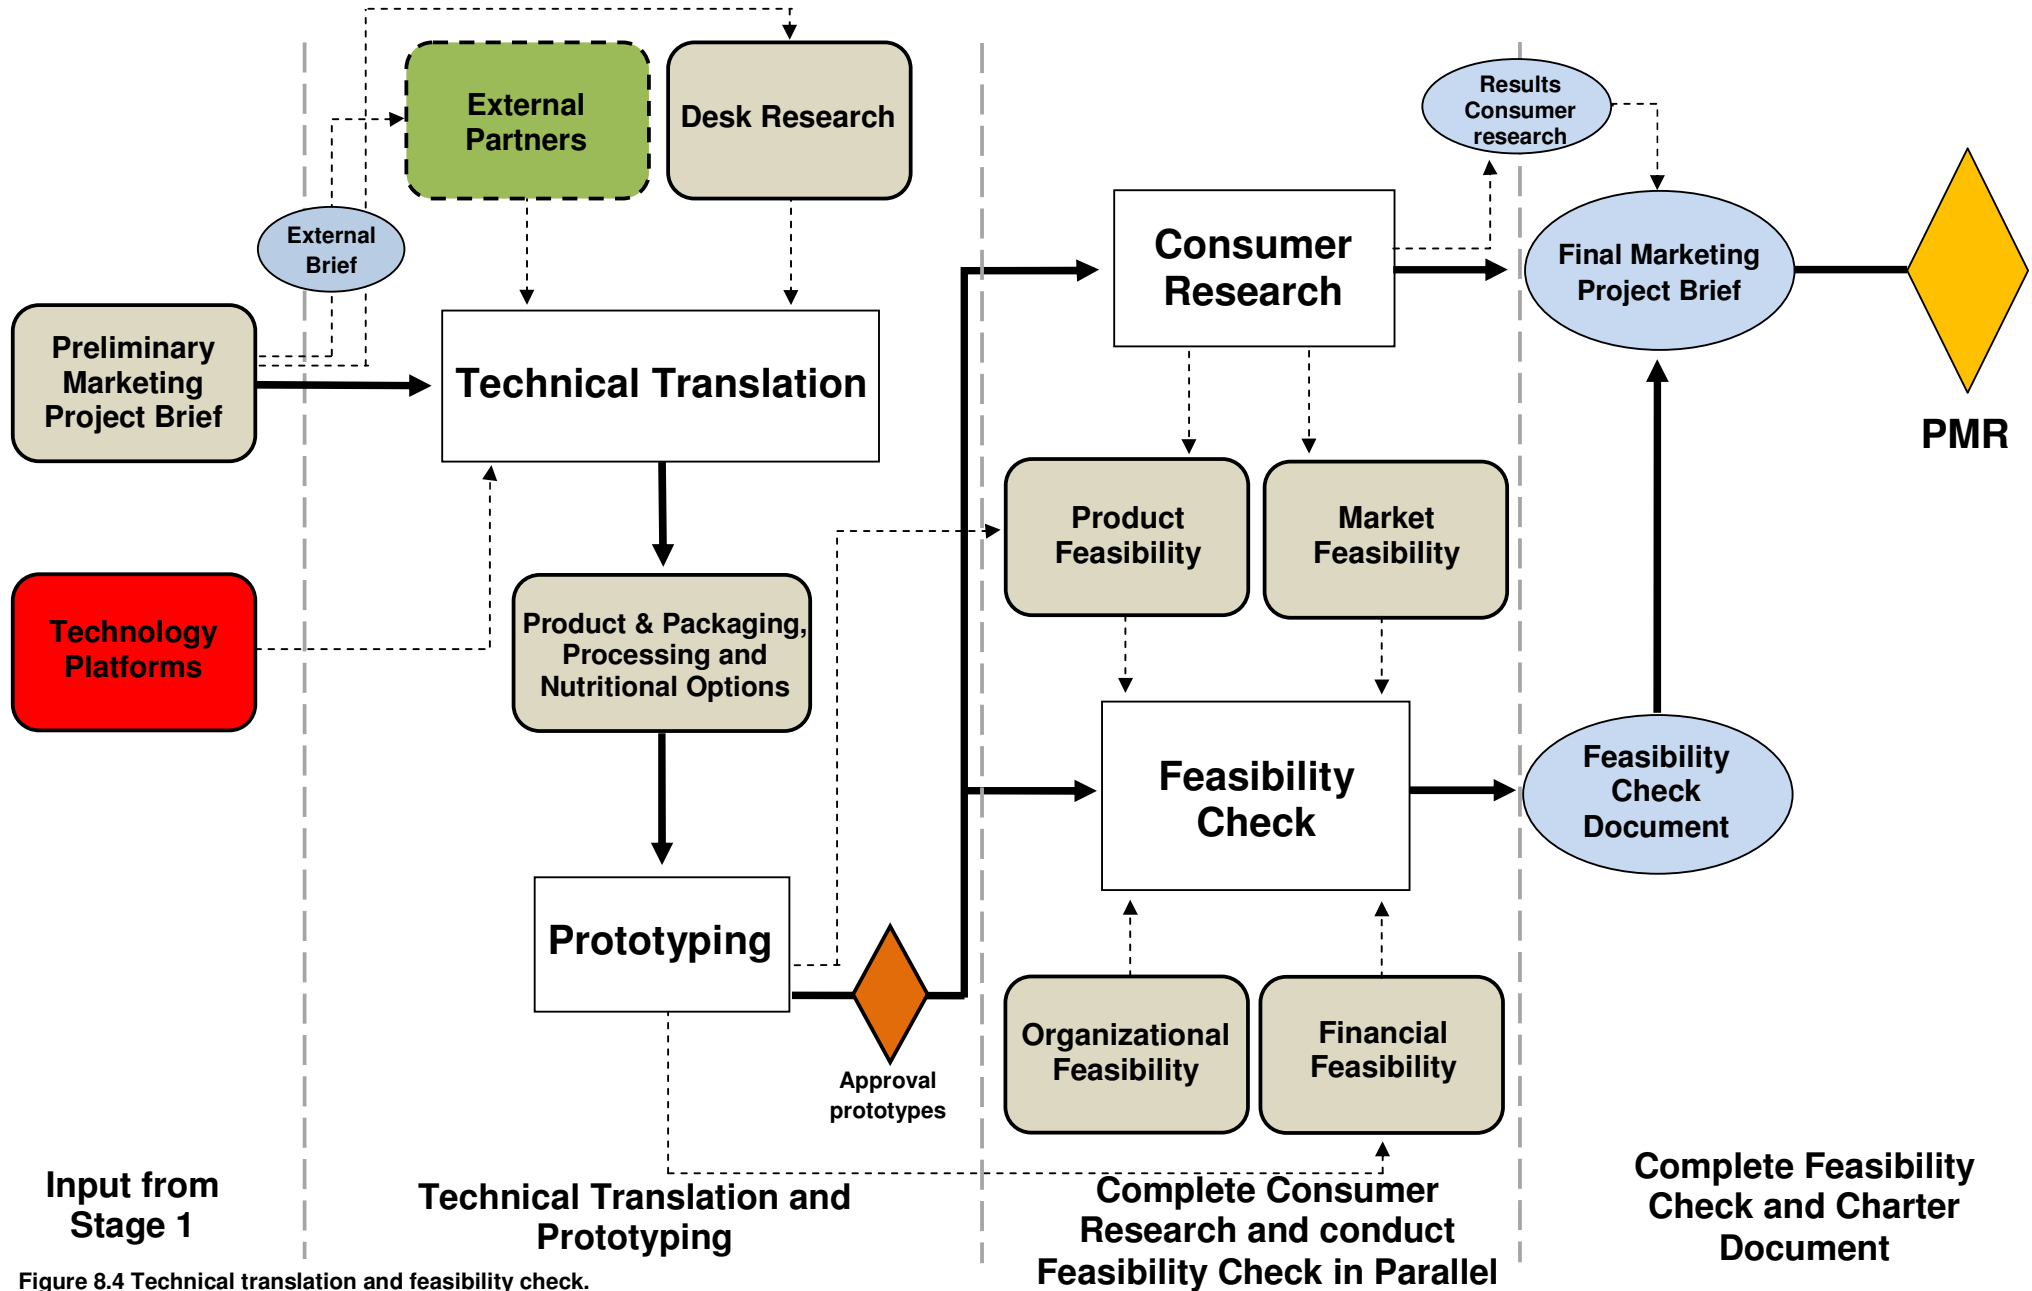 External
Partners
Desk Research
Results
Consumer
research
External
Brief
Consumer
Research
Final Marketing
Project Brief
Preliminary
Marketing
Project Brief
Technical Translation
PMR
Product
Feasibility
Market
Feasibility
Technology
Platforms
Product & Packaging,
Processing and
Nutritional Options
Feasibility
Check
Feasibility
Check
Document
Prototyping
Organizational
Feasibility
Financial
Feasibility
Approval
prototypes
Input from
Stage 1
Technical Translation and
Prototyping
Complete Consumer
Research and conduct
Feasibility Check in Parallel
Complete Feasibility
Check and Charter
Document
Figure 8.4 Technical translation and feasibility check.